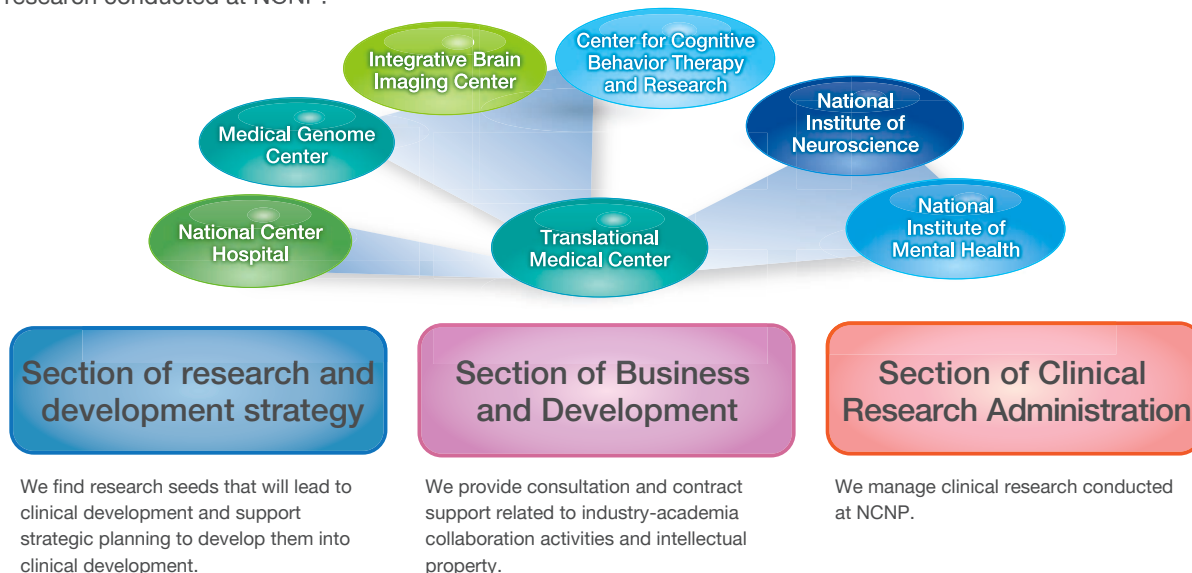 research conducted at NCNP.
Integrative Brain
Imaging Center
Center for Cognitive
Behavior Therapy
and Research
Medical Genome
Center
National
Institute of
Neuroscience
National Center
Hospital
Translational
Medical Center
National
Institute of
Mental Health
Section of research and
development strategy
Section of Business
and Development
Section of Clinical
Research Administration
We find research seeds that will lead to
clinical development and support
strategic planning to develop them into
clinical development.
We provide consultation and contract
support related to industry-academia
collaboration activities and intellectual
property.
We manage clinical research conducted
at NCNP.